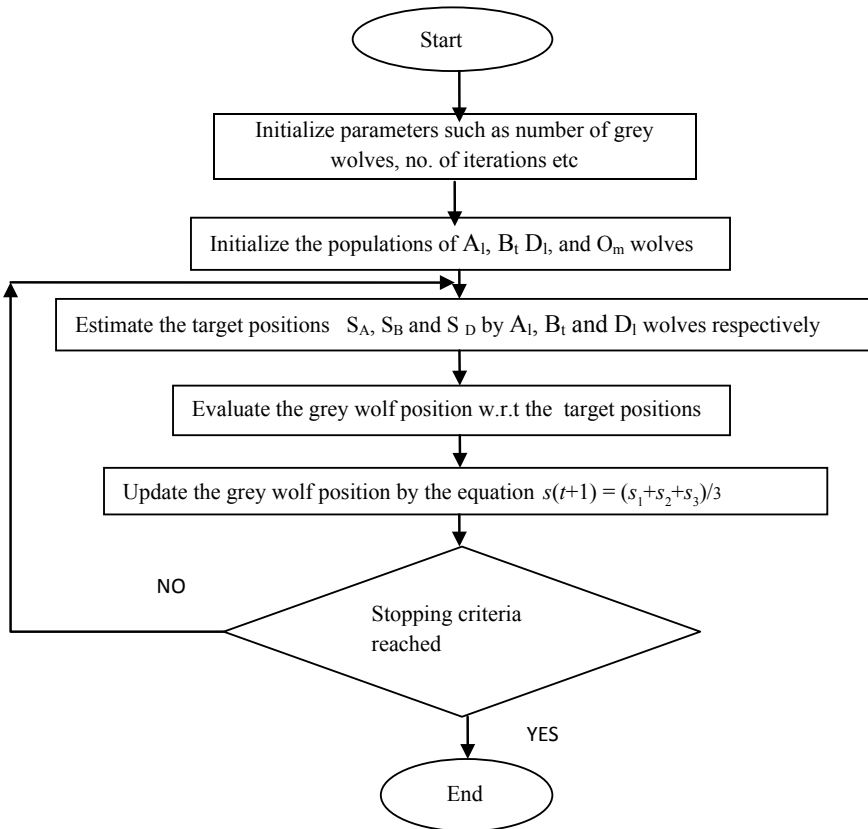 Start
Initialize parameters such as number of grey
wolves, no. of iterations etc
Initialize the populations of Aₗ, Bₜ Dₗ, and Oₘ wolves
Estimate the target positions S_A, S_B and S _D by Aₗ, Bₜ and Dₗ wolves respectively
Evaluate the grey wolf position w.r.t the target positions
Update the grey wolf position by the equation s(t+1) = (s₁+s₂+s₃)/3
NO
Stopping criteria
reached
YES
End